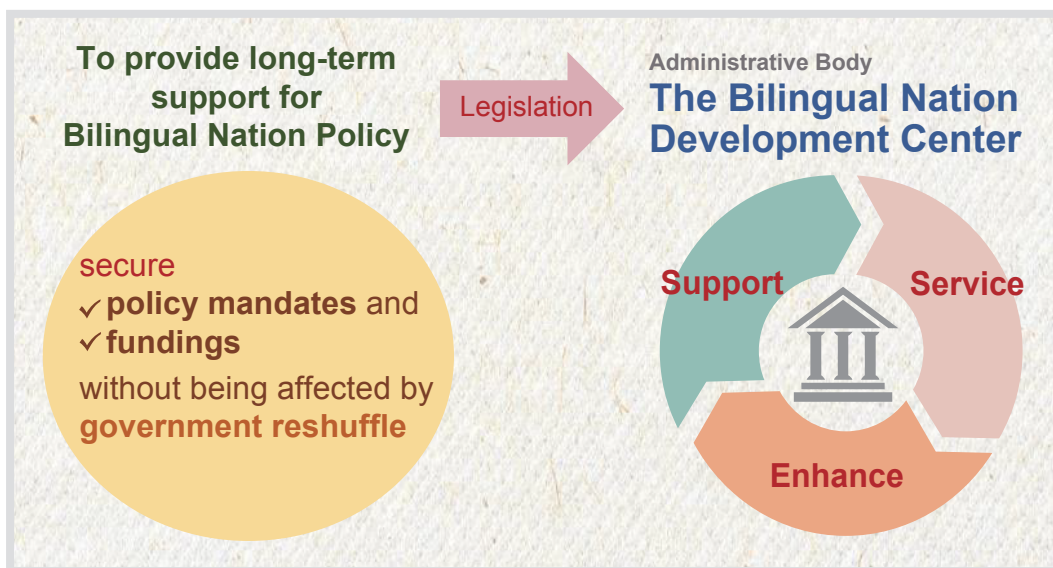 To provide long-term
support for
Bilingual Nation Policy
secure
✓ policy mandates and
✓ fundings
without being affected by
government reshuffle
Legislation
Administrative Body
The Bilingual Nation
Development Center
Support
Service
Enhance